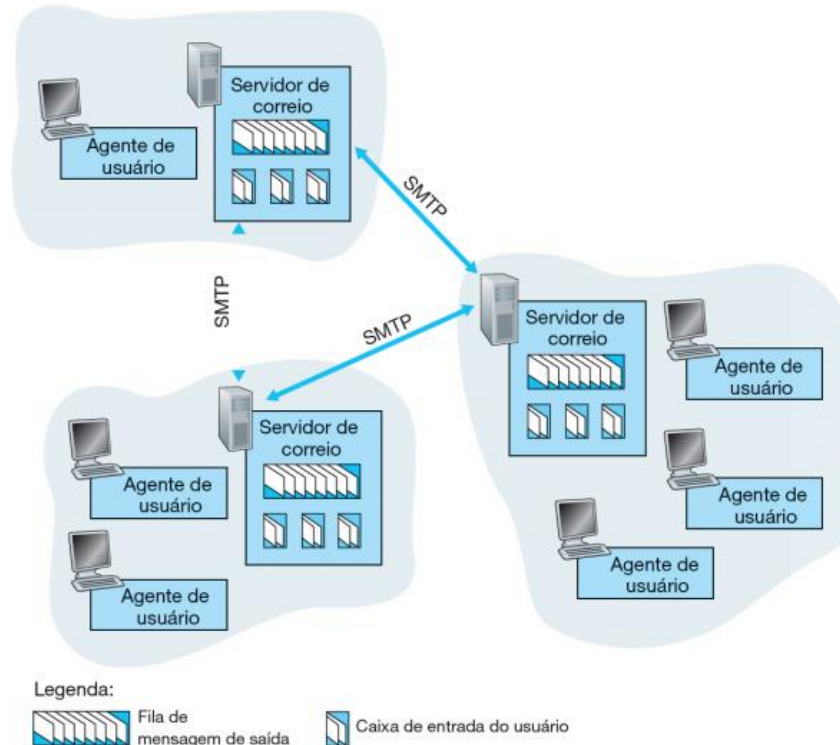 Servidor de
correio
Agente de
usuário
SMTP
SMTP
SMTP
Servidor de
correio
Agente de
usuário
Agente de
usuário
Agente de
usuário
Servidor de
correio
Agente de
usuário
Agente de
usuário
Legenda:
Fila de
mensagem de saída
Caixa de entrada do usuário